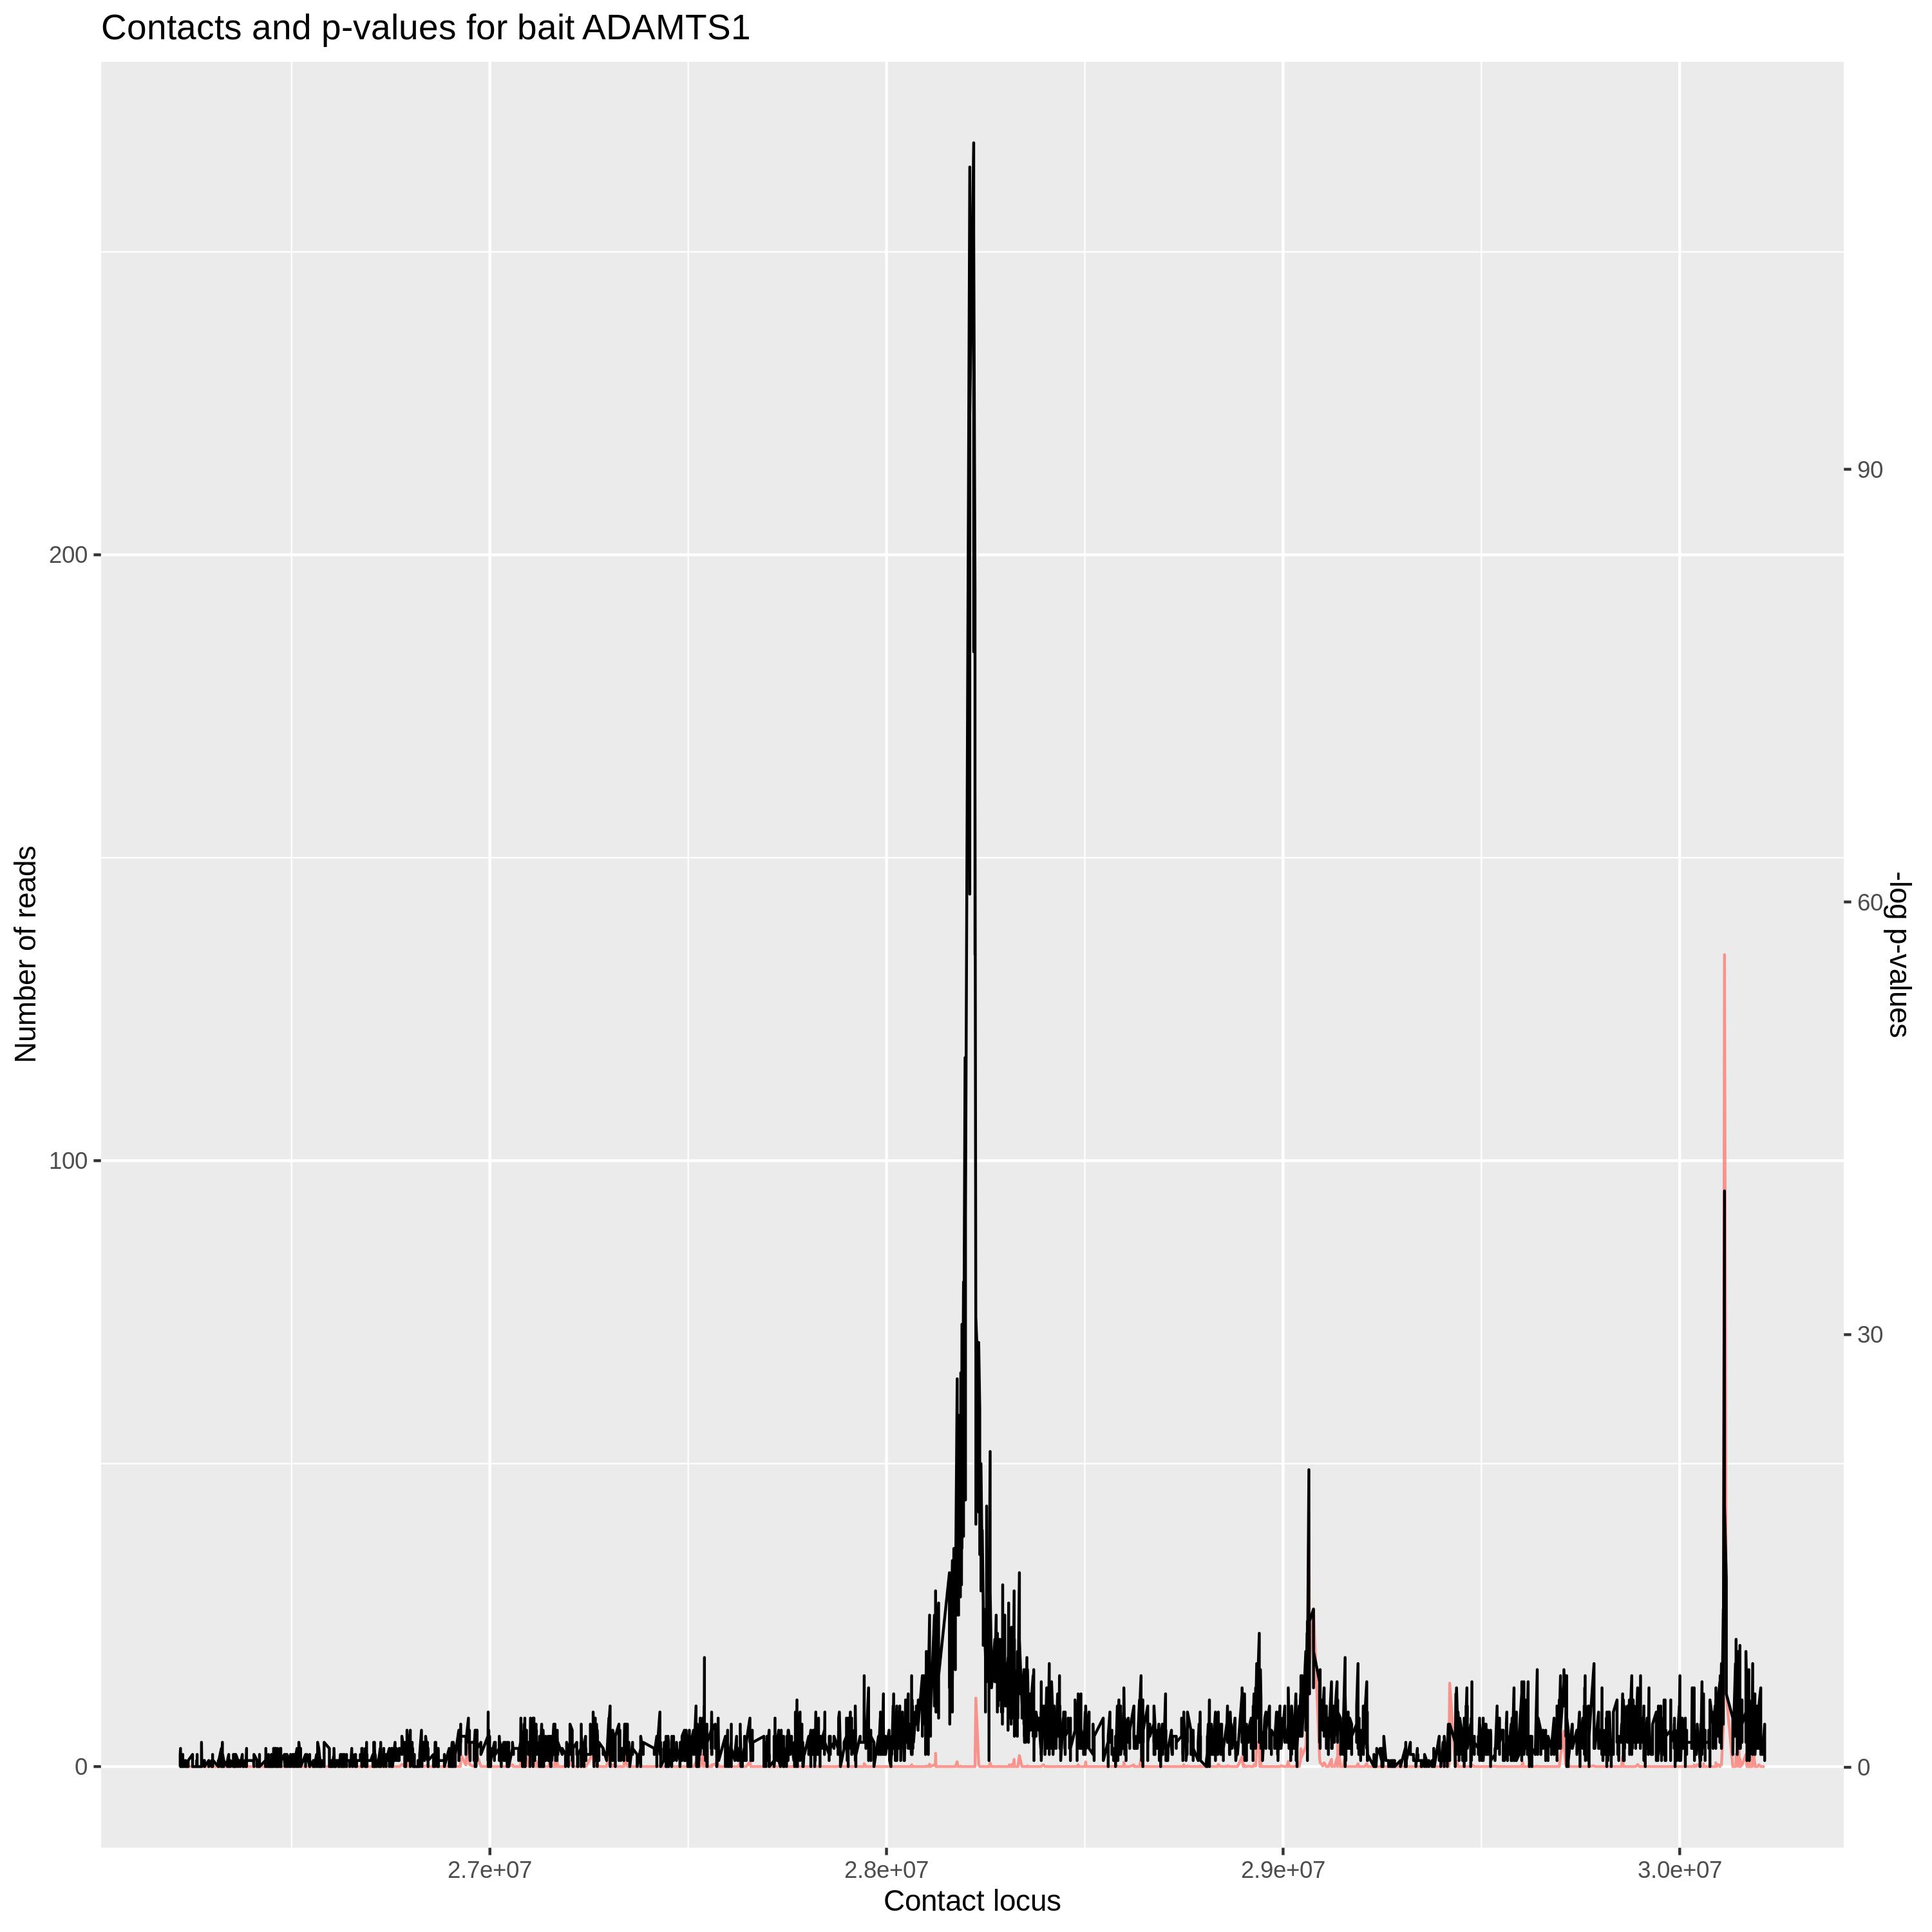 Contacts and p-values for bait ADAMTS1
Number of reads
200
100
0
90
60
30
0
-log p-values
2.7e+07 2.8e+07 2.9e+07 3.0e+07
Contact locus